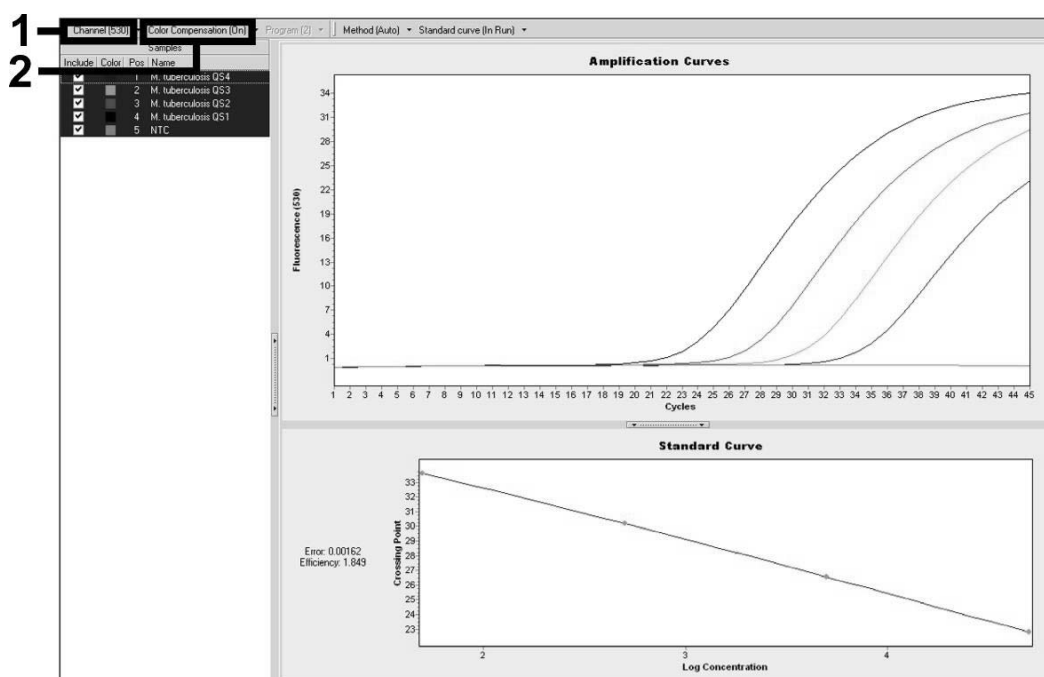 1
Channel (530)
Color Compensation (On)
Program (2)
Method (Auto)
Standard curve (In Run)
2
Samples
Include Color Pos Name
1 M. tuberculosis QS4
2 M. tuberculosis QS3
3 M. tuberculosis QS2
4 M. tuberculosis QS1
5 NTC
Amplification Curves
Fluorescence (530)
34
31
28
25
22
19
16
13
10
7
4
1
1 2 3 4 5 6 7 8 9 10 11 12 13 14 15 16 17 18 19 20 21 22 23 24 25 26 27 28 29 30 31 32 33 34 35 36 37 38 39 40 41 42 43 44 45
Cycles
Standard Curve
Error: 0.00162
Efficiency: 1.849
Crossing Point
33
32
31
30
29
28
27
26
25
24
23
2 3 4
Log Concentration